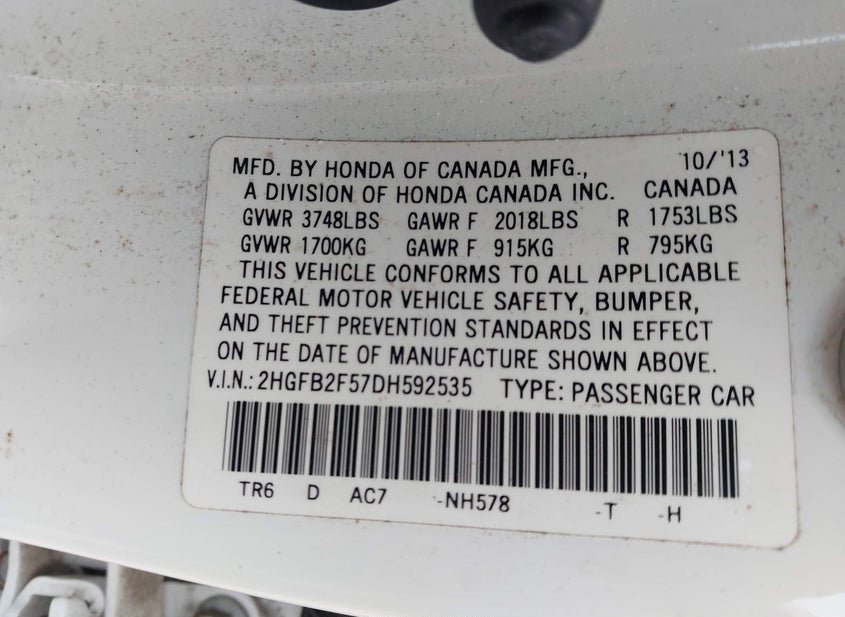 MFD. BY HONDA OF CANADA MFG., 10/'13
A DIVISION OF HONDA CANADA INC. CANADA
GVWR 3748LBS GAWR F 2018LBS R 1753LBS
GVWR 1700KG GAWR F 915KG R 795KG
THIS VEHICLE CONFORMS TO ALL APPLICABLE
FEDERAL MOTOR VEHICLE SAFETY, BUMPER,
AND THEFT PREVENTION STANDARDS IN EFFECT
ON THE DATE OF MANUFACTURE SHOWN ABOVE.
V.I.N.: 2HGFB2F57DH592535 TYPE: PASSENGER CAR
TR6 D AC7 -NH578 -T -H